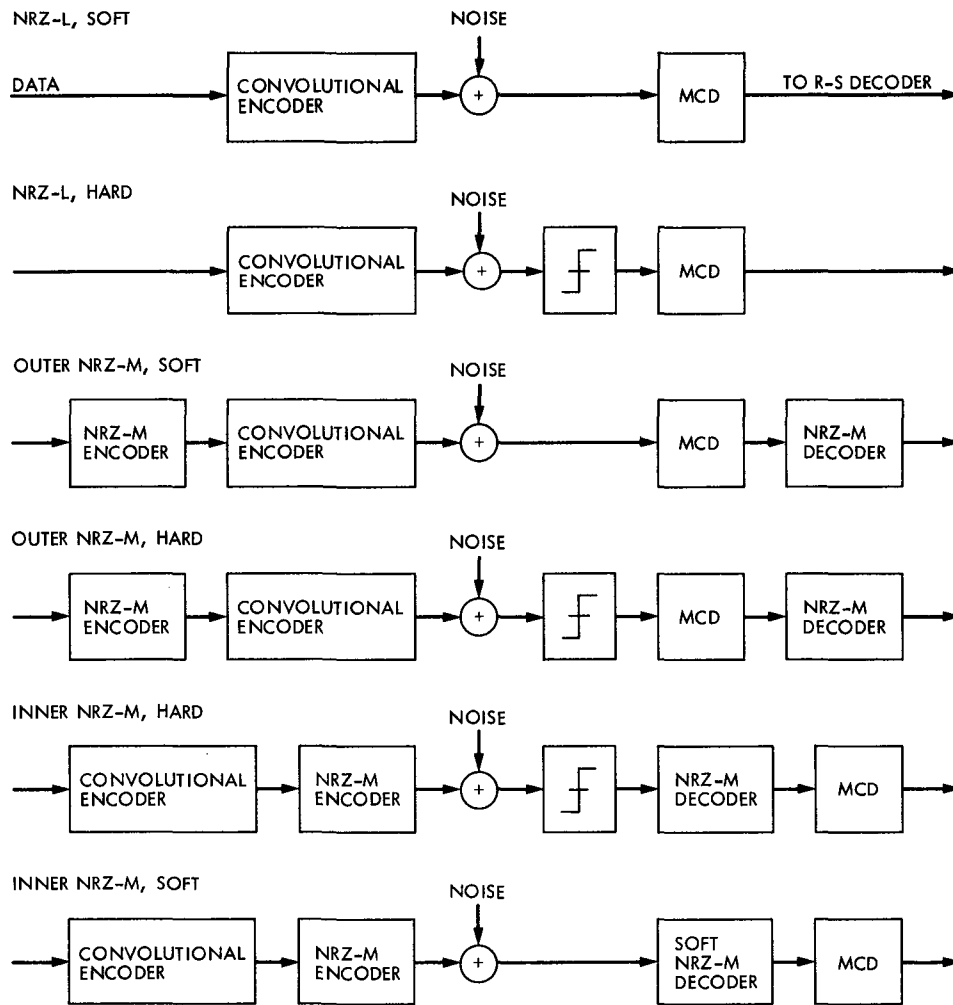 NRZ-L, SOFT
NOISE
DATA
CONVOLUTIONAL
ENCODER
+
MCD
TO R-S DECODER
NRZ-L, HARD
NOISE
CONVOLUTIONAL
ENCODER
+
MCD
OUTER NRZ-M, SOFT
NOISE
NRZ-M
ENCODER
CONVOLUTIONAL
ENCODER
+
MCD
NRZ-M
DECODER
OUTER NRZ-M, HARD
NOISE
NRZ-M
ENCODER
CONVOLUTIONAL
ENCODER
+
MCD
NRZ-M
DECODER
INNER NRZ-M, HARD
NOISE
CONVOLUTIONAL
ENCODER
NRZ-M
ENCODER
+
NRZ-M
DECODER
MCD
INNER NRZ-M, SOFT
NOISE
CONVOLUTIONAL
ENCODER
NRZ-M
ENCODER
+
SOFT
NRZ-M
DECODER
MCD